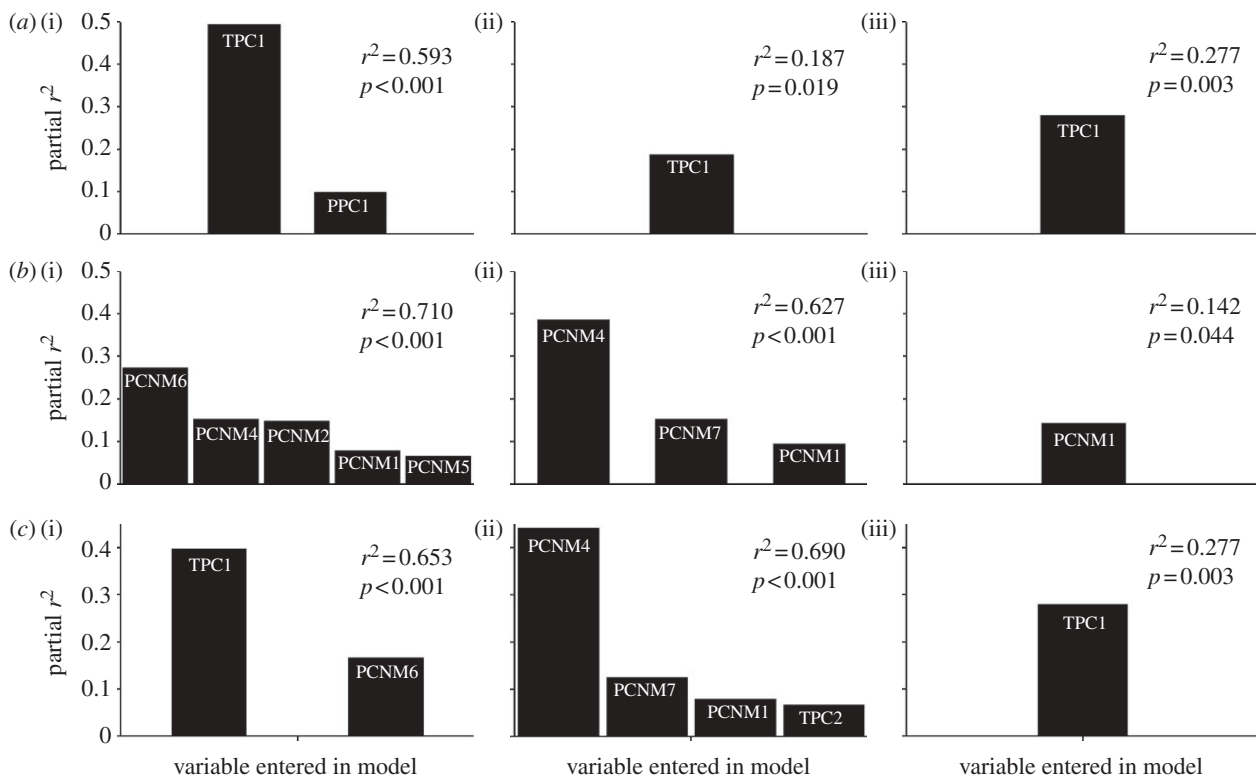 (a) (i)
0.5
0.4
0.3
0.2
0.1
0
partial r²
TPC1
PPC1
r² = 0.593
p < 0.001
(ii)
TPC1
r² = 0.187
p = 0.019
(iii)
TPC1
r² = 0.277
p = 0.003
(b) (i)
0.5
0.4
0.3
0.2
0.1
0
partial r²
PCNM6
PCNM4
PCNM2
PCNM1
PCNM5
r² = 0.710
p < 0.001
(ii)
PCNM4
PCNM7
PCNM1
r² = 0.627
p < 0.001
(iii)
PCNM1
r² = 0.142
p = 0.044
(c) (i)
0.4
0.3
0.2
0.1
0
partial r²
TPC1
PCNM6
r² = 0.653
p < 0.001
variable entered in model
(ii)
PCNM4
PCNM7
PCNM1
TPC2
r² = 0.690
p < 0.001
variable entered in model
(iii)
TPC1
r² = 0.277
p = 0.003
variable entered in model